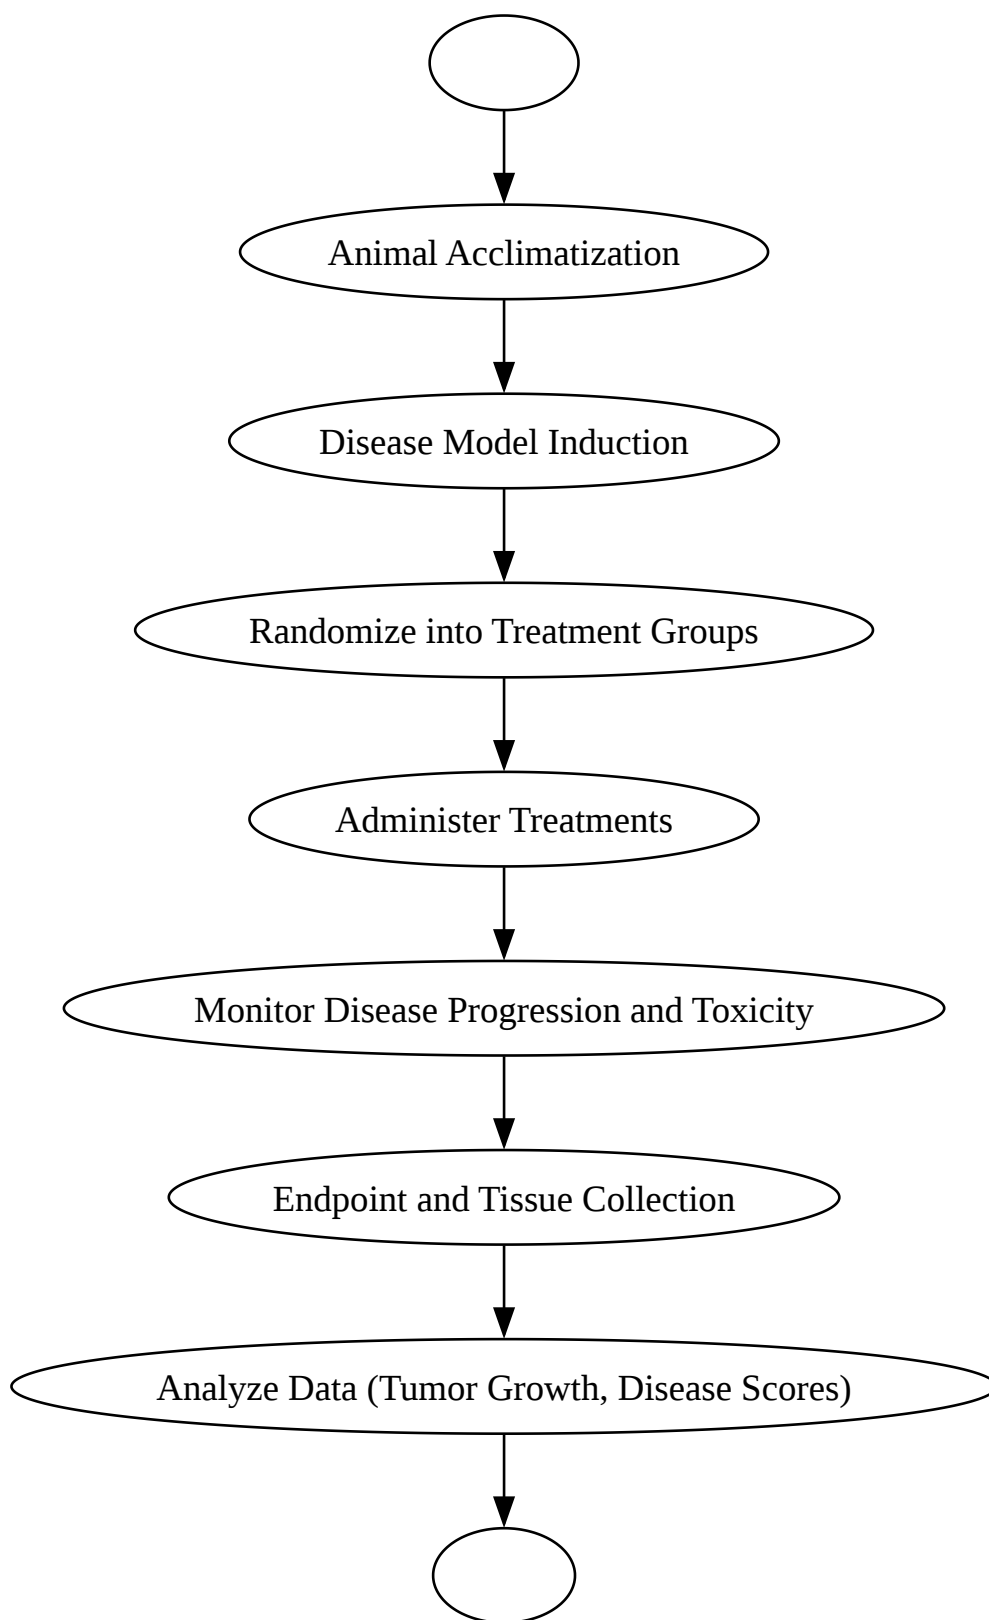 Animal Acclimatization
Disease Model Induction
Randomize into Treatment Groups
Administer Treatments
Monitor Disease Progression and Toxicity
Endpoint and Tissue Collection
Analyze Data (Tumor Growth, Disease Scores)